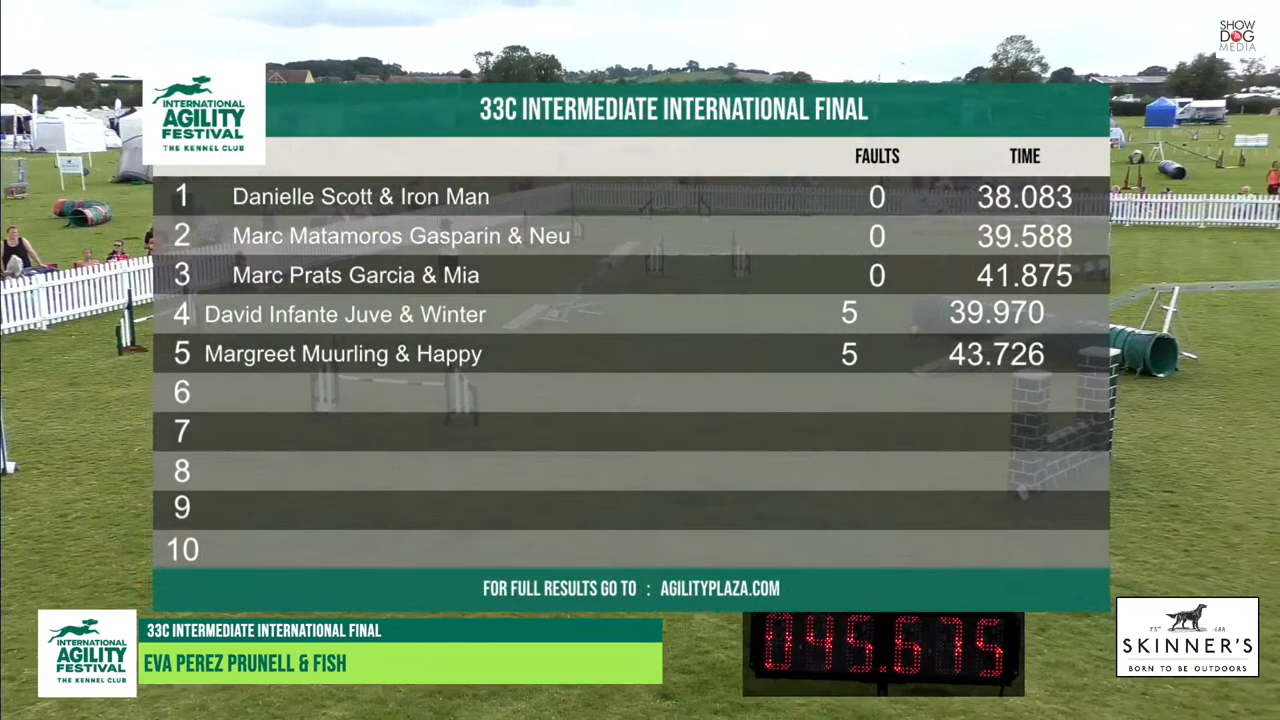 SHOW
DOG
MEDIA
INTERNATIONAL
AGILITY
FESTIVAL
THE KENNEL CLUB
33C INTERMEDIATE INTERNATIONAL FINAL
FAULTS TIME
1 Danielle Scott & Iron Man 0 38.083
2 Marc Matamoros Gasparin & Neu 0 39.588
3 Marc Prats Garcia & Mia 0 41.875
4 David Infante Juve & Winter 5 39.970
5 Margreet Muurling & Happy 5 43.726
6
7
8
9
10
FOR FULL RESULTS GO TO : AGILITYPLAZA.COM
INTERNATIONAL
AGILITY
FESTIVAL
THE KENNEL CLUB
33C INTERMEDIATE INTERNATIONAL FINAL
EVA PEREZ PRUNELL & FISH
045.675
SKINNER'S
BORN TO BE OUTDOORS